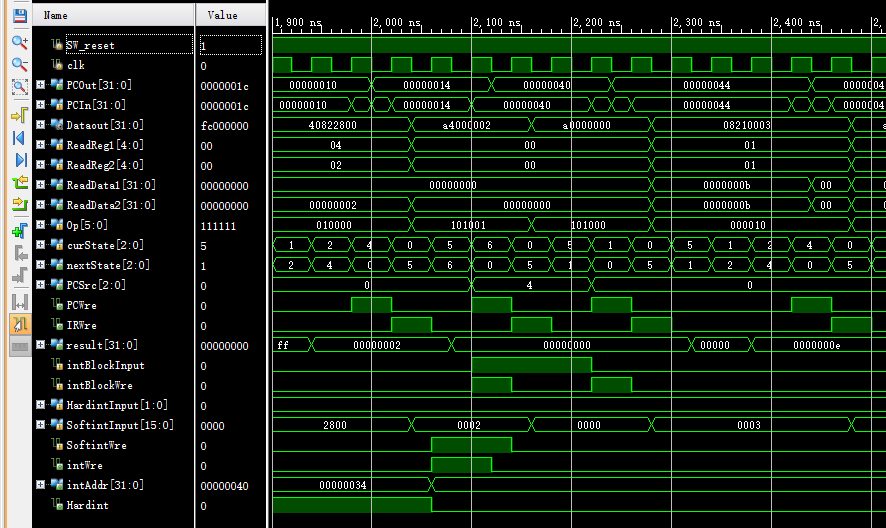 Name Value 1,900 ns 2,000 ns 2,100 ns 2,200 ns 2,300 ns 2,400 ns 2,
SW_reset 1
clk 0
PCOut[31:0] 0000001c 00000010 00000014 00000040 00000044 000004
PCIn[31:0] 0000001c 00000010 00000014 00000040 00000044 000004
Dataout[31:0] fc000000 40822800 a4000002 a0000000 08210003 a
ReadReg1[4:0] 00 04 00 01
ReadReg2[4:0] 00 02 00 01
ReadData1[31:0] 00000000 00000000 0000000b 00
ReadData2[31:0] 00000000 00000002 00000000 0000000b 00
Op[5:0] 111111 010000 101001 101000 000010
curState[2:0] 5 1 2 4 0 5 6 0 5 1 0 5 1 2 4 0
nextState[2:0] 1 2 4 0 5 6 0 5 1 0 5 1 2 4 0 5
PCSrc[2:0] 0 0 4 0
PCWre 0
IRWre 0
result[31:0] 00000000 ff 00000002 00000000 00000 0000000e
intBlockInput 0
intBlockWre 0
HardintInput[1:0] 0
SoftintInput[15:0] 0000 2800 0002 0000 0003
SoftintWre 0
intWre 0
intAddr[31:0] 00000040 00000034
Hardint 0